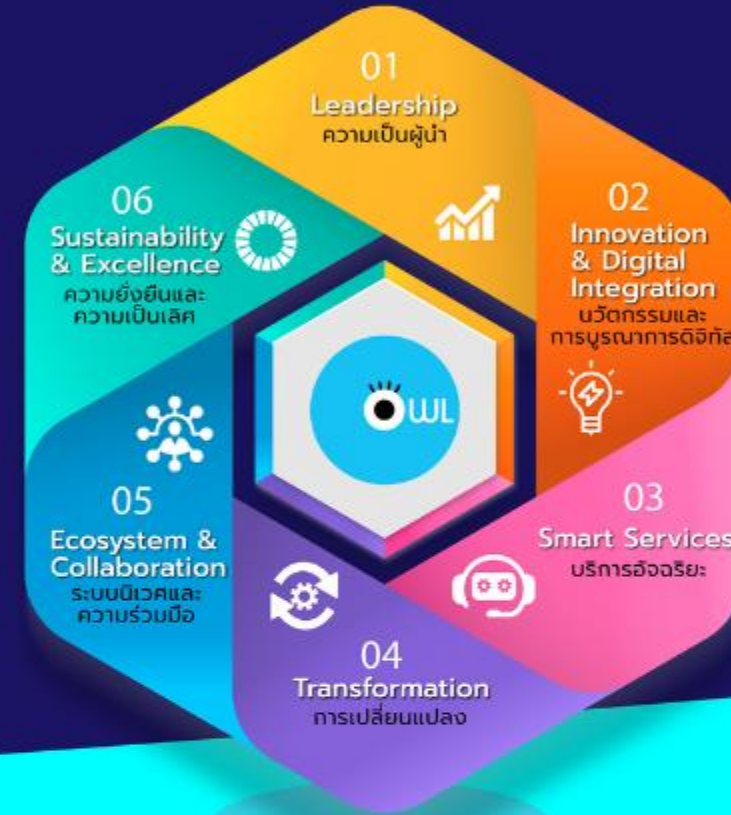 01
Leadership
ความเป็นผู้นำ
02
Innovation
& Digital
Integration
นวัตกรรมและ
การบูรณาการดิจิทัล
03
Smart Services
บริการอัจฉริยะ
04
Transformation
การเปลี่ยนแปลง
05
Ecosystem &
Collaboration
ระบบนิเวศและ
ความร่วมมือ
06
Sustainability
& Excellence
ความยั่งยืนและ
ความเป็นเลิศ
OWL